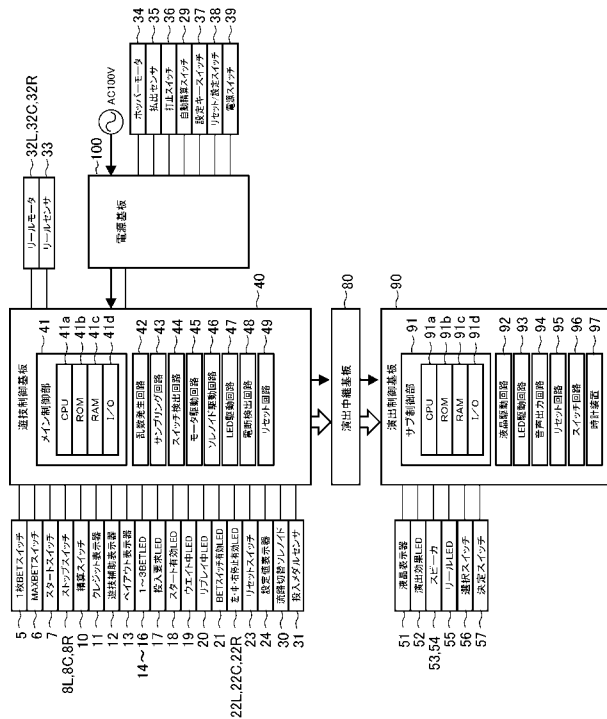 32L,32C,32R
リールモータ
33
リールセンサ
AC100V
100
電源基板
ホッパーモータ
34
払出センサ
35
打止スイッチ
36
自動精算スイッチ
29
設定キースイッチ
37
リセット/設定スイッチ
38
電源スイッチ
39
遊技制御基板
40
メイン制御部
41
CPU
41a
ROM
41b
RAM
41c
I/O
41d
乱数発生回路
42
サンプリング回路
43
スイッチ検出回路
44
モータ駆動回路
45
ソレノイド駆動回路
46
LED駆動回路
47
電断検出回路
48
リセット回路
49
5
1枚BETスイッチ
6
MAXBETスイッチ
7
スタートスイッチ
8L,8C,8R
ストップスイッチ
10
精算スイッチ
11
クレジット表示器
12
遊技補助表示器
13
ペイアウト表示器
14～16
1～3BETLED
17
投入要求LED
18
スタート有効LED
19
ウエイト中LED
20
リプレイ中LED
21
BETスイッチ有効LED
22L,22C,22R
左・中・右停止有効LED
23
リセットスイッチ
24
設定値表示器
30
流路切替ソレノイド
31
投入メダルセンサ
80
演出中継基板
90
演出制御基板
サブ制御部
91
CPU
91a
ROM
91b
RAM
91c
I/O
91d
液晶駆動回路
92
LED駆動回路
93
音声出力回路
94
リセット回路
95
スイッチ回路
96
時計装置
97
51
液晶表示器
52
演出効果LED
53,54
スピーカ
55
リールLED
56
選択スイッチ
57
決定スイッチ